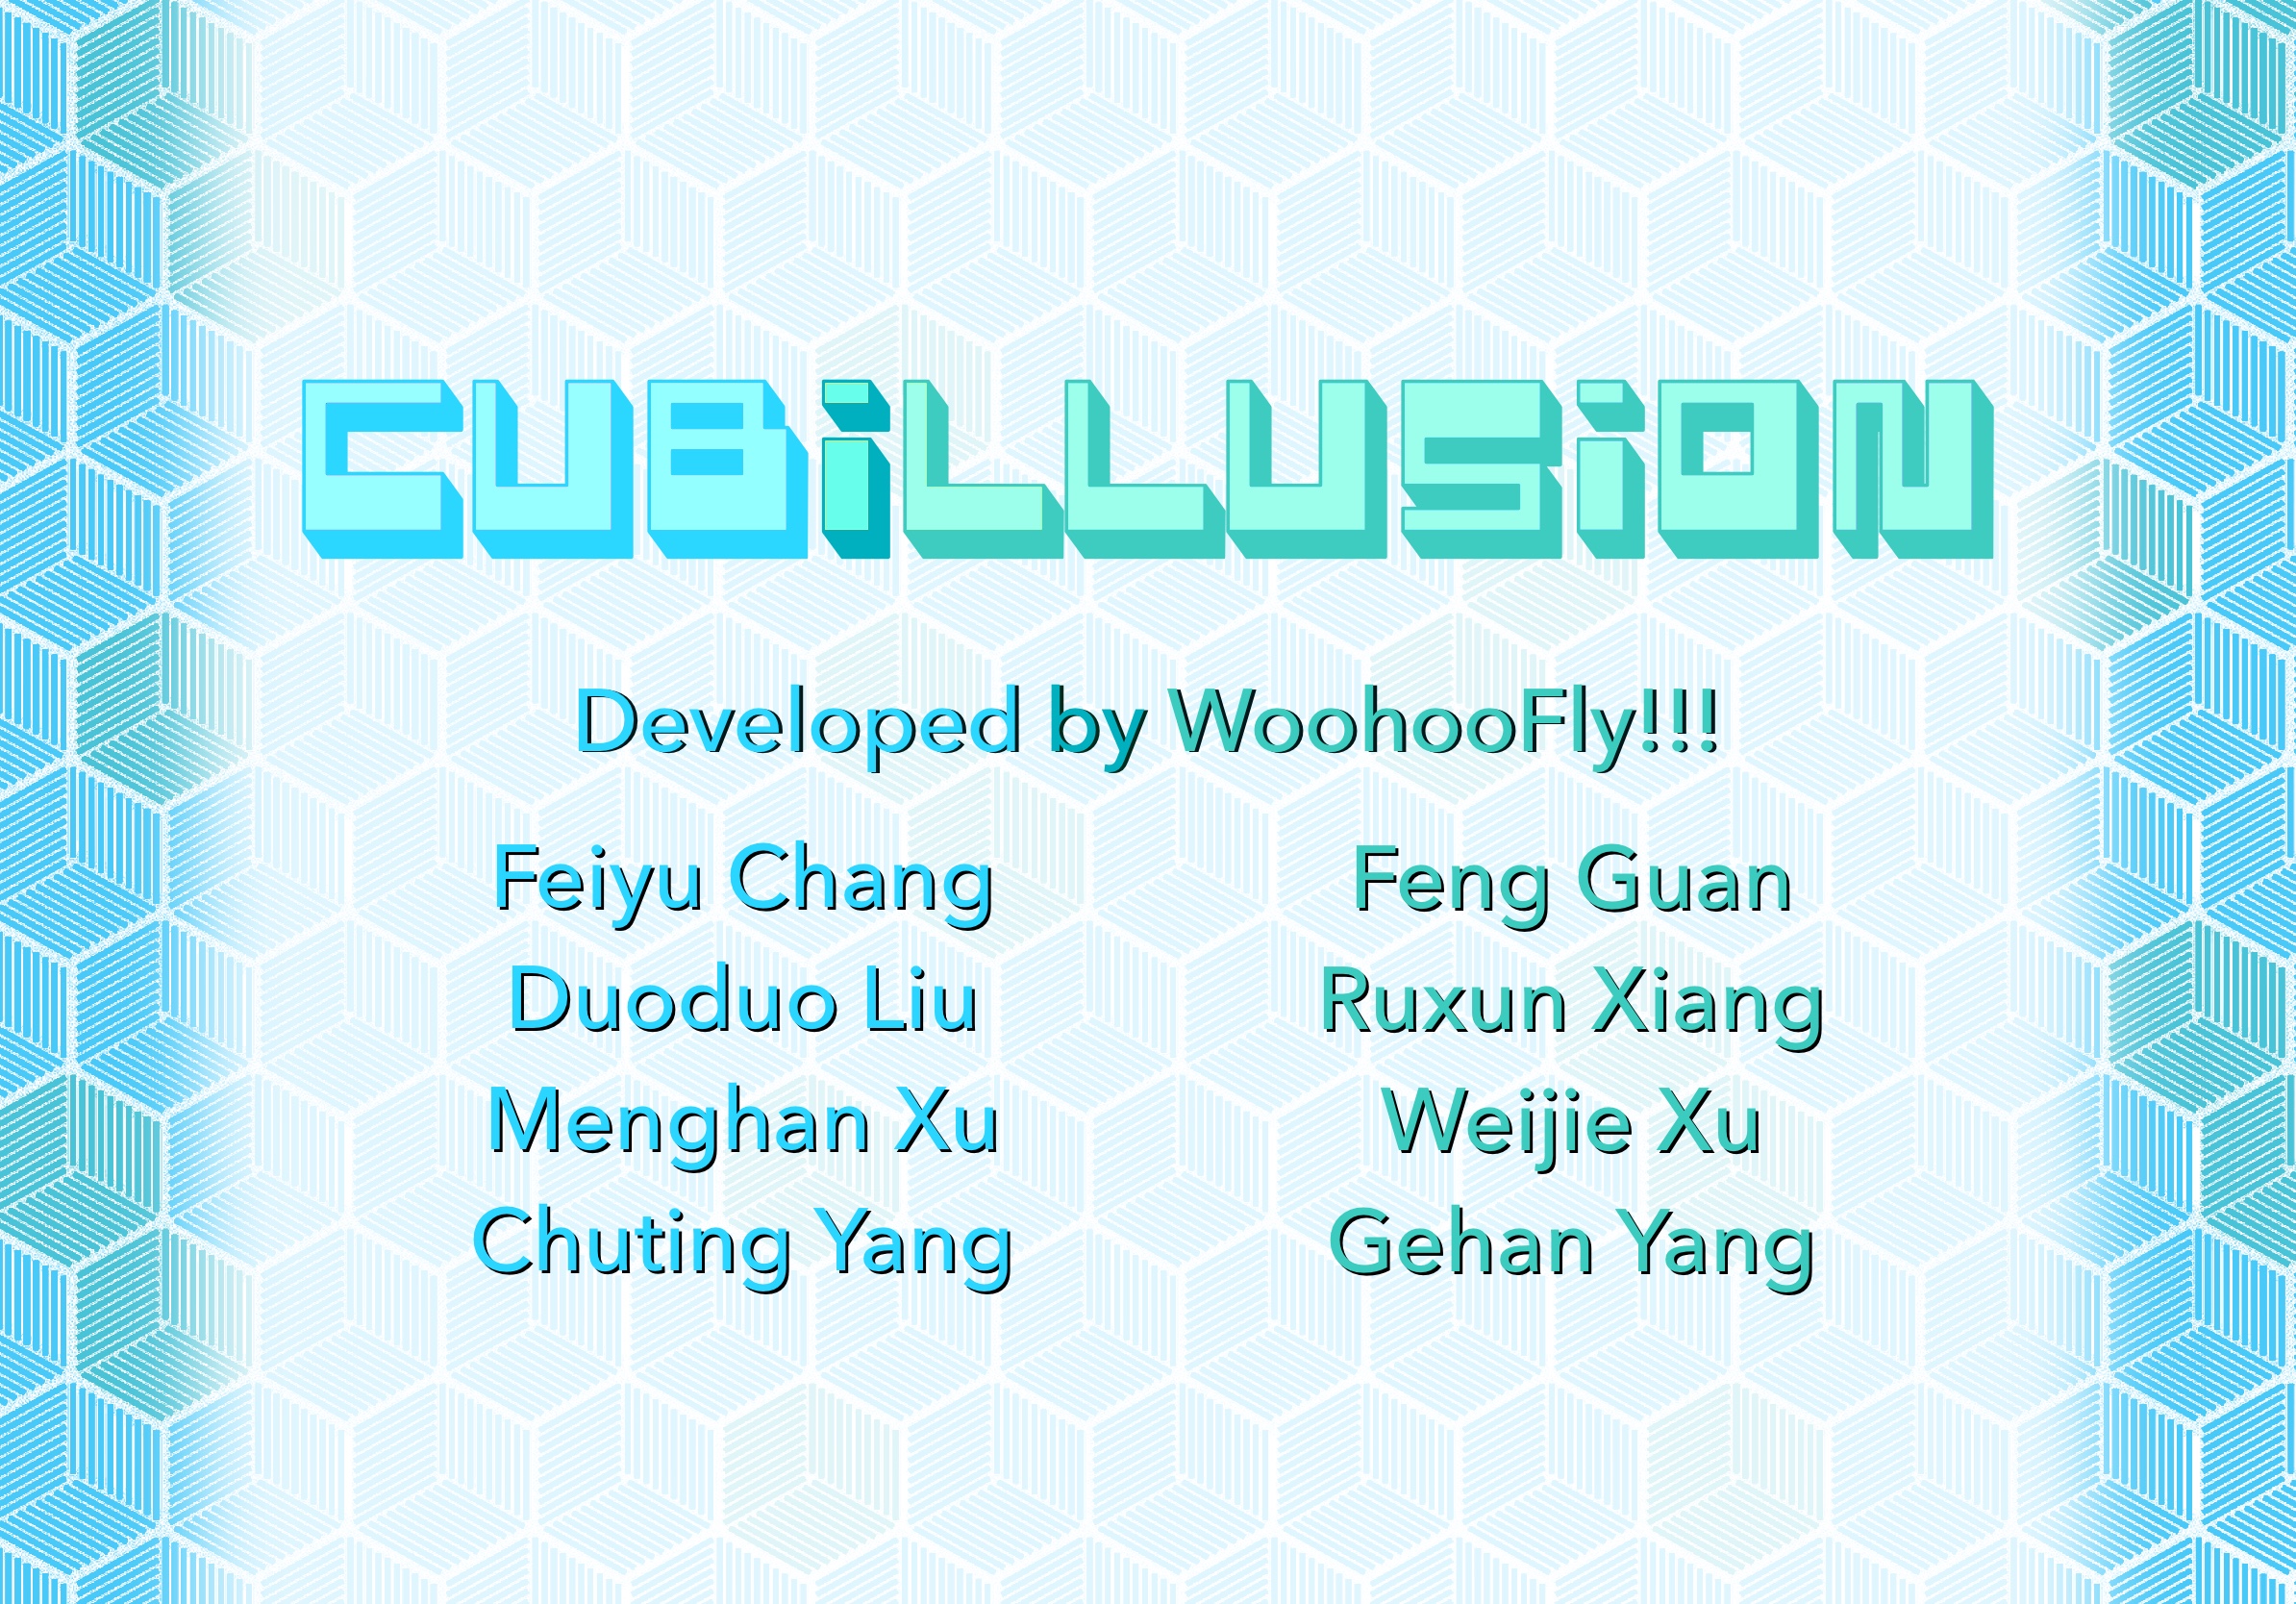 CUBiLLUSiON
Developed by WoohooFly!!!
Feiyu Chang
Feng Guan
Duoduo Liu
Ruxun Xiang
Menghan Xu
Weijie Xu
Chuting Yang
Gehan Yang